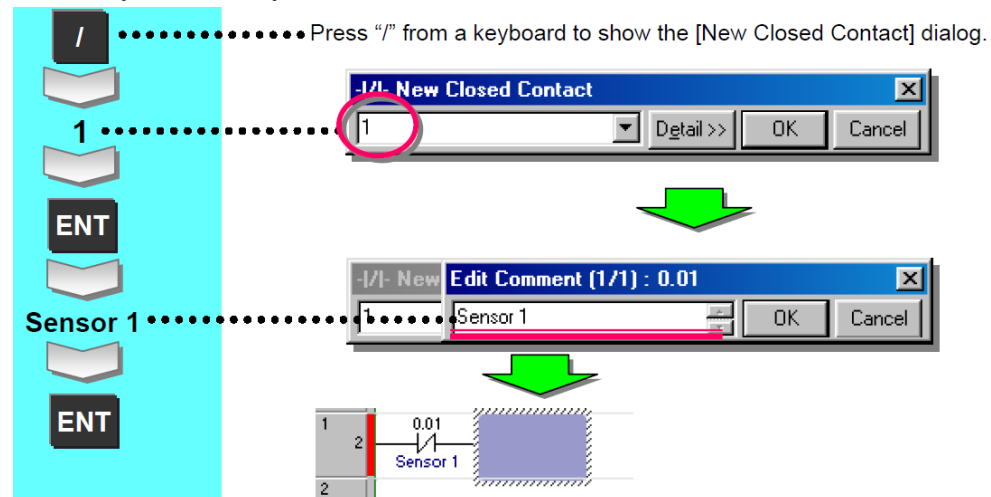 /
Press “/” from a keyboard to show the [New Closed Contact] dialog.
-|/|- New Closed Contact
1
1
Detail >>
OK
Cancel
ENT
-|/|- New
Edit Comment (1/1) : 0.01
Sensor 1
1
Sensor 1
OK
Cancel
ENT
1
2
0.01
Sensor 1
2